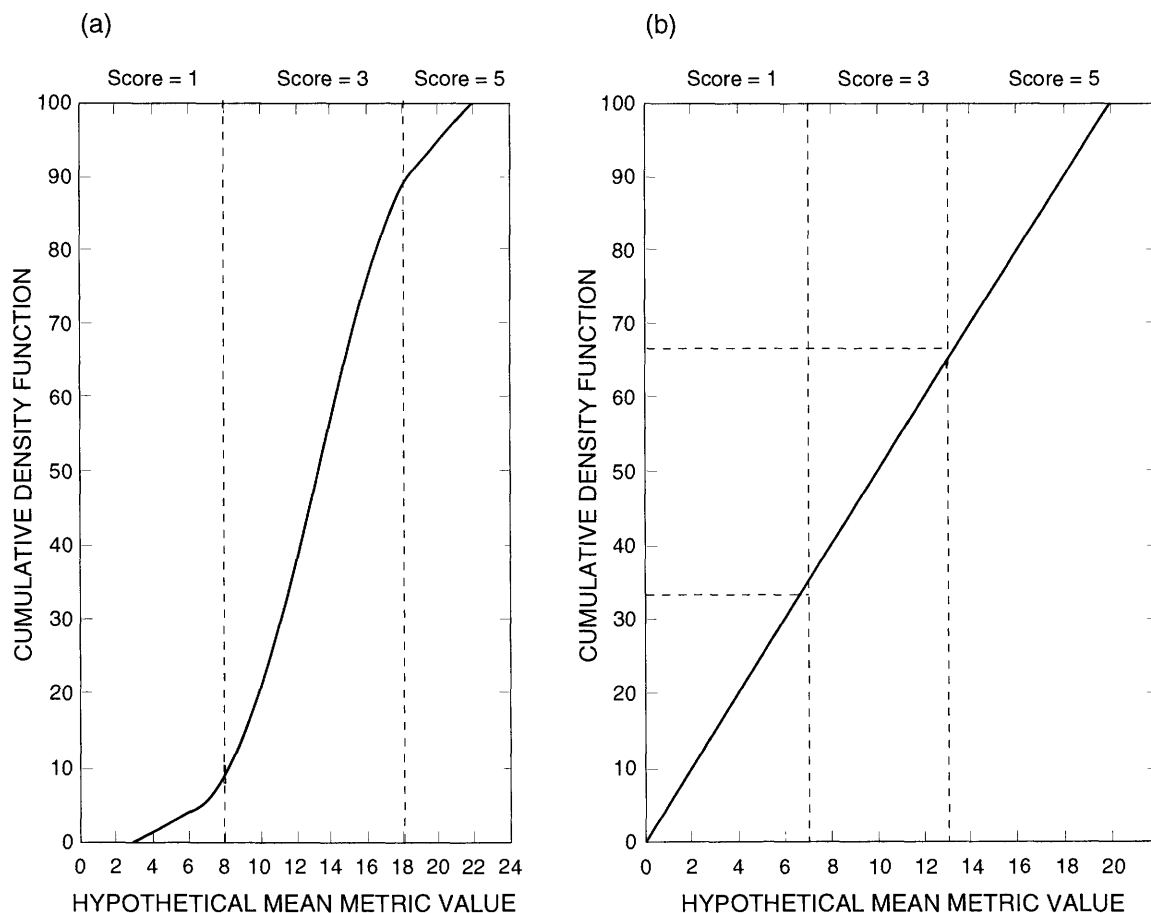 (a)
Score = 1 Score = 3 Score = 5
100
90
80
70
60
50
40
30
20
10
0
CUMULATIVE DENSITY FUNCTION
0 2 4 6 8 10 12 14 16 18 20 22 24
HYPOTHETICAL MEAN METRIC VALUE
(b)
Score = 1 Score = 3 Score = 5
100
90
80
70
60
50
40
30
20
10
0
CUMULATIVE DENSITY FUNCTION
0 2 4 6 8 10 12 14 16 18 20
HYPOTHETICAL MEAN METRIC VALUE